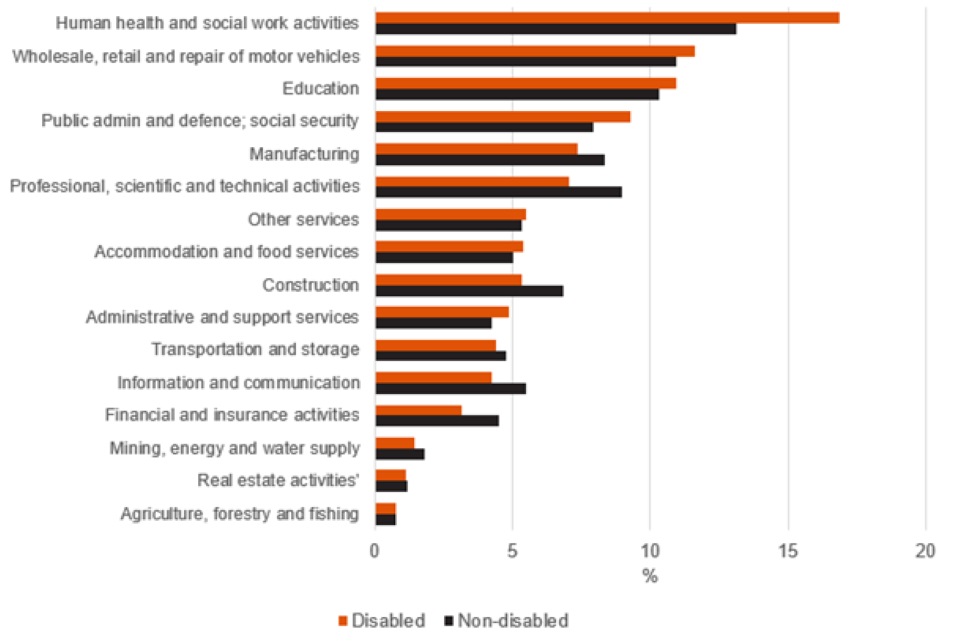 Human health and social work activities
Wholesale, retail and repair of motor vehicles
Education
Public admin and defence; social security
Manufacturing
Professional, scientific and technical activities
Other services
Accommodation and food services
Construction
Administrative and support services
Transportation and storage
Information and communication
Financial and insurance activities
Mining, energy and water supply
Real estate activities'
Agriculture, forestry and fishing
0 5 10 15 20
%
Disabled Non-disabled